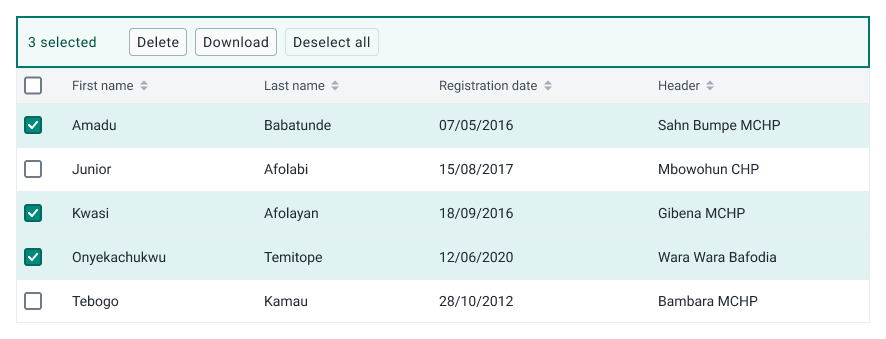 3 selected Delete Download Deselect all
First name Last name Registration date Header
Amadu Babatunde 07/05/2016 Sahn Bumpe MCHP
Junior Afolabi 15/08/2017 Mbowohun CHP
Kwasi Afolayan 18/09/2016 Gibena MCHP
Onyekachukwu Temitope 12/06/2020 Wara Wara Bafodia
Tebogo Kamau 28/10/2012 Bambara MCHP